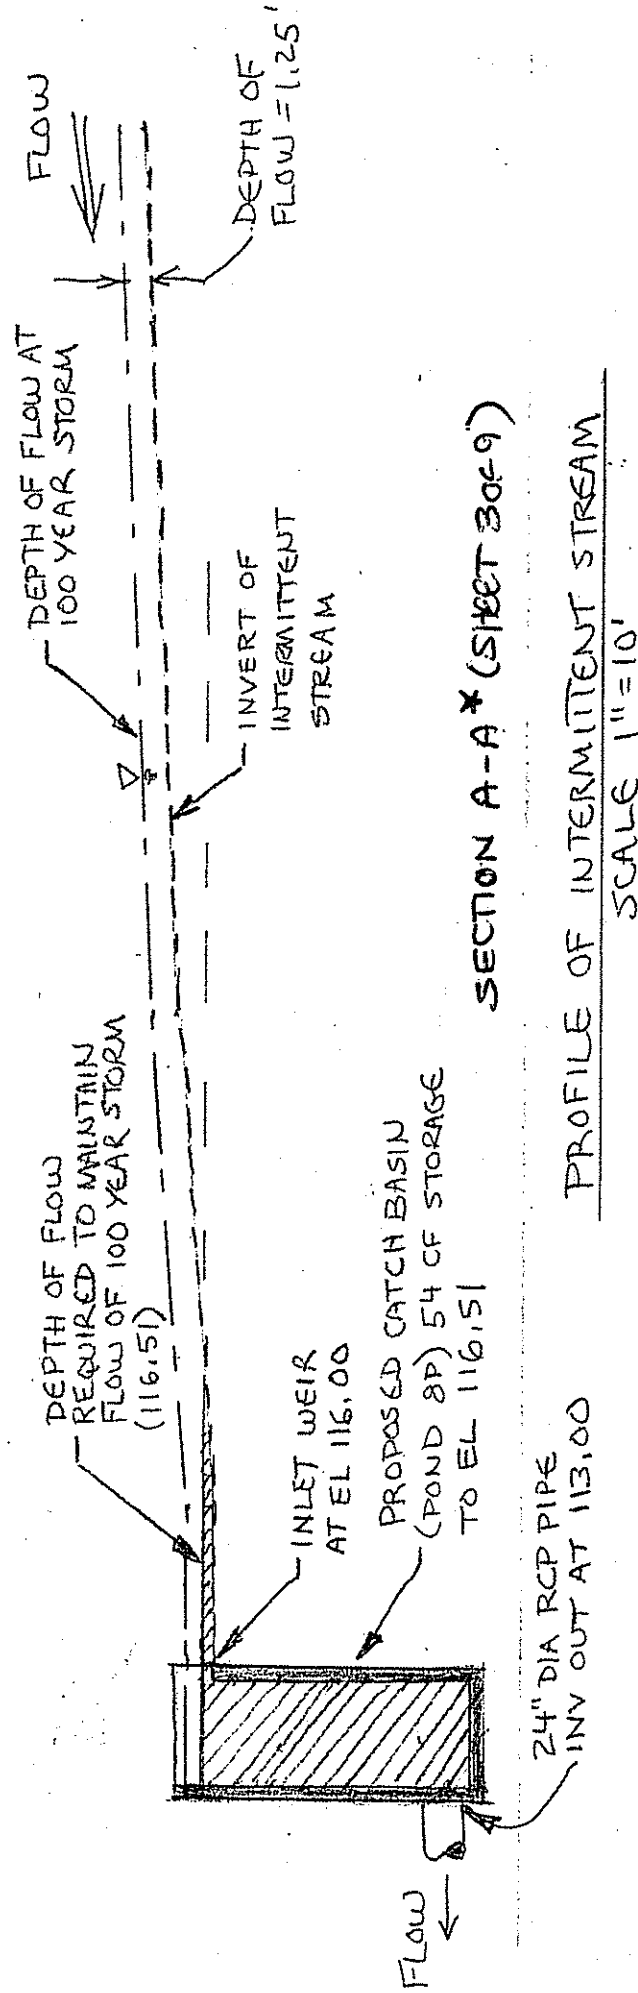 FLOW
DEPTH OF FLOW AT
100 YEAR STORM
DEPTH OF
FLOW = 1.25'
DEPTH OF FLOW
REQUIRED TO MAINTAIN
FLOW OF 100 YEAR STORM
(116.51)
INVERT OF
INTERMITTENT
STREAM
INLET WEIR
AT EL 116.00
PROPOSED CATCH BASIN
(POND 8P) 54 CF STORAGE
TO EL 116.51
24" DIA RCP PIPE
INV OUT AT 113.00
FLOW
SECTION A-A* (SHEET 3 OF 9)
PROFILE OF INTERMITTENT STREAM
SCALE 1"=10'